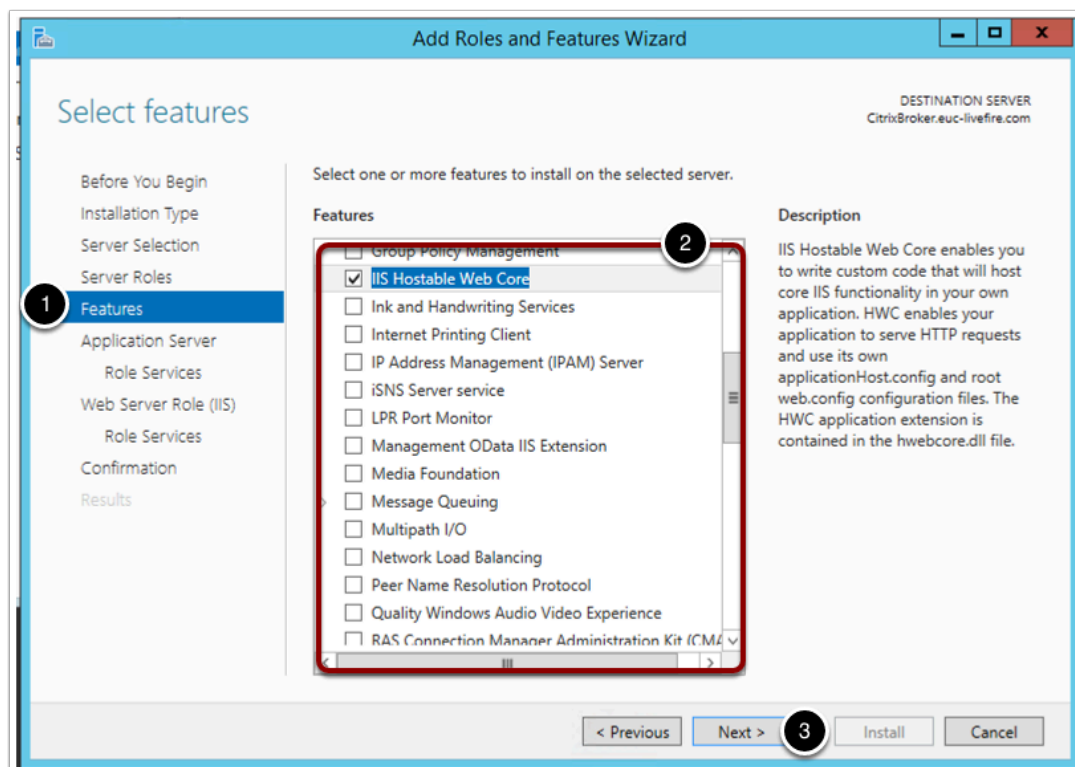 Add Roles and Features Wizard
Select features
DESTINATION SERVER
CitrixBroker.euc-livefire.com
Before You Begin
Installation Type
Server Selection
Server Roles
1
Features
Application Server
Role Services
Web Server Role (IIS)
Role Services
Confirmation
Results
Select one or more features to install on the selected server.
Features
2
Group Policy Management
IIS Hostable Web Core
Ink and Handwriting Services
Internet Printing Client
IP Address Management (IPAM) Server
iSNS Server service
LPR Port Monitor
Management OData IIS Extension
Media Foundation
Message Queuing
Multipath I/O
Network Load Balancing
Peer Name Resolution Protocol
Quality Windows Audio Video Experience
RAS Connection Manager Administration Kit (CMA
Description
IIS Hostable Web Core enables you
to write custom code that will host
core IIS functionality in your own
application. HWC enables your
application to serve HTTP requests
and use its own
applicationHost.config and root
web.config configuration files. The
HWC application extension is
contained in the hwebcore.dll file.
< Previous
Next >
3
Install
Cancel